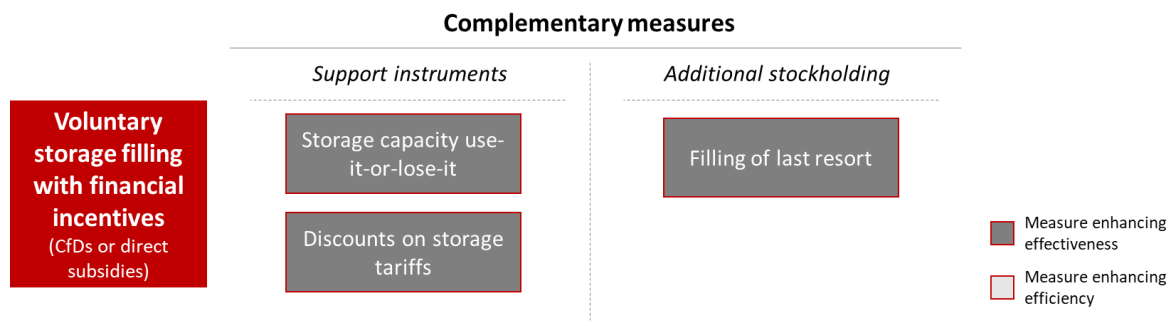 Complementary measures
Support instruments
Additional stockholding
Voluntary
storage filling
with financial
incentives
(CfDs or direct
subsidies)
Storage capacity use-
it-or-lose-it
Discounts on storage
tariffs
Filling of last resort
Measure enhancing
effectiveness
Measure enhancing
efficiency